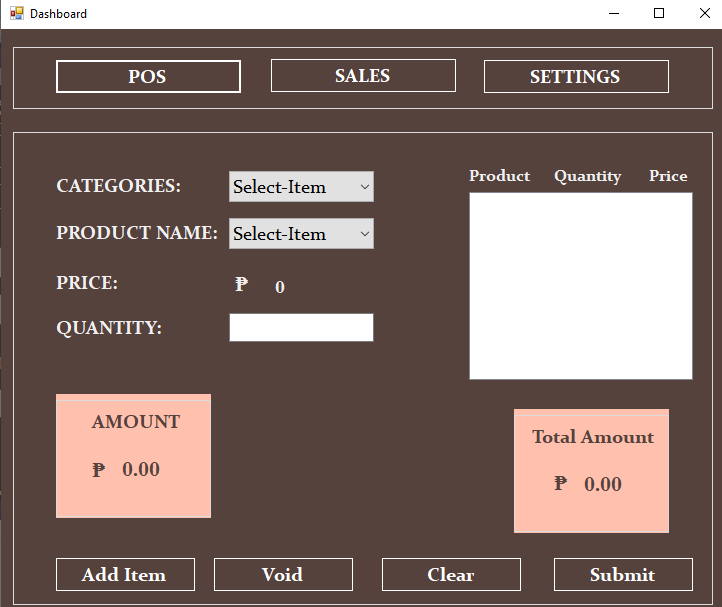 Dashboard
POS SALES SETTINGS
CATEGORIES: Select-Item
PRODUCT NAME: Select-Item
PRICE: ₱ 0
QUANTITY:
Product Quantity Price
AMOUNT
₱ 0.00
Total Amount
₱ 0.00
Add Item Void Clear Submit